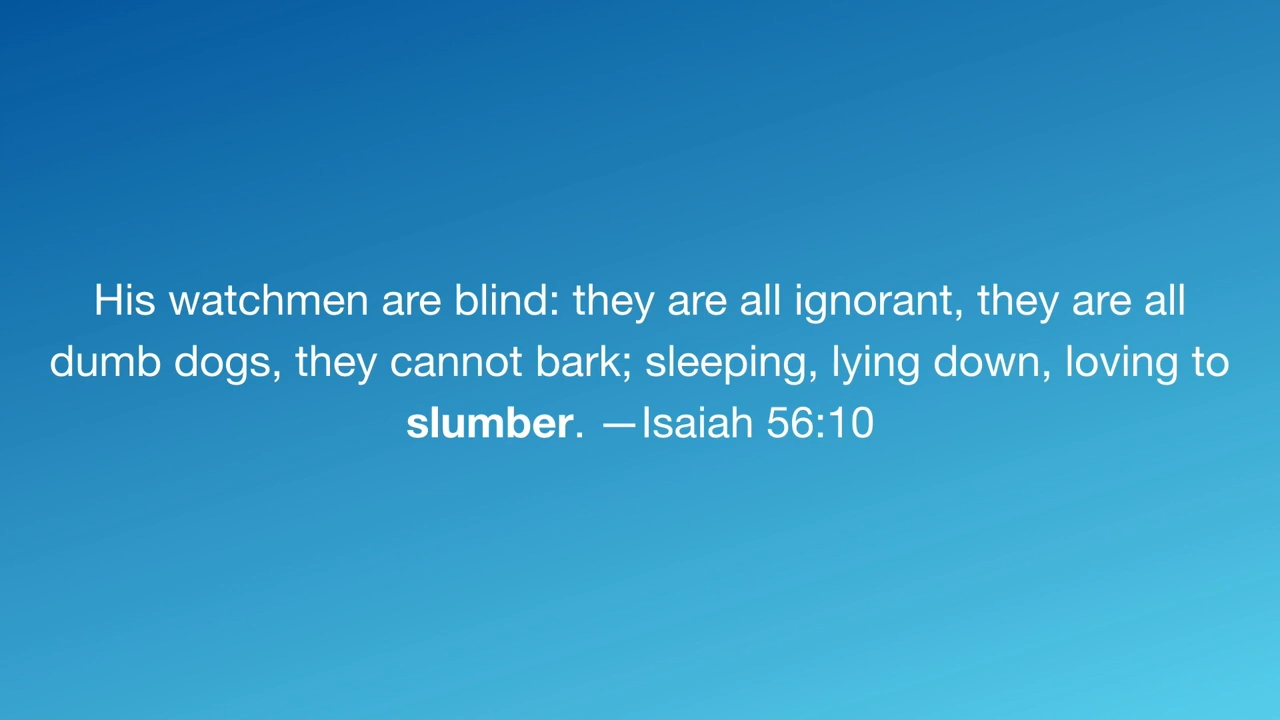 His watchmen are blind: they are all ignorant, they are all
dumb dogs, they cannot bark; sleeping, lying down, loving to
slumber. —Isaiah 56:10